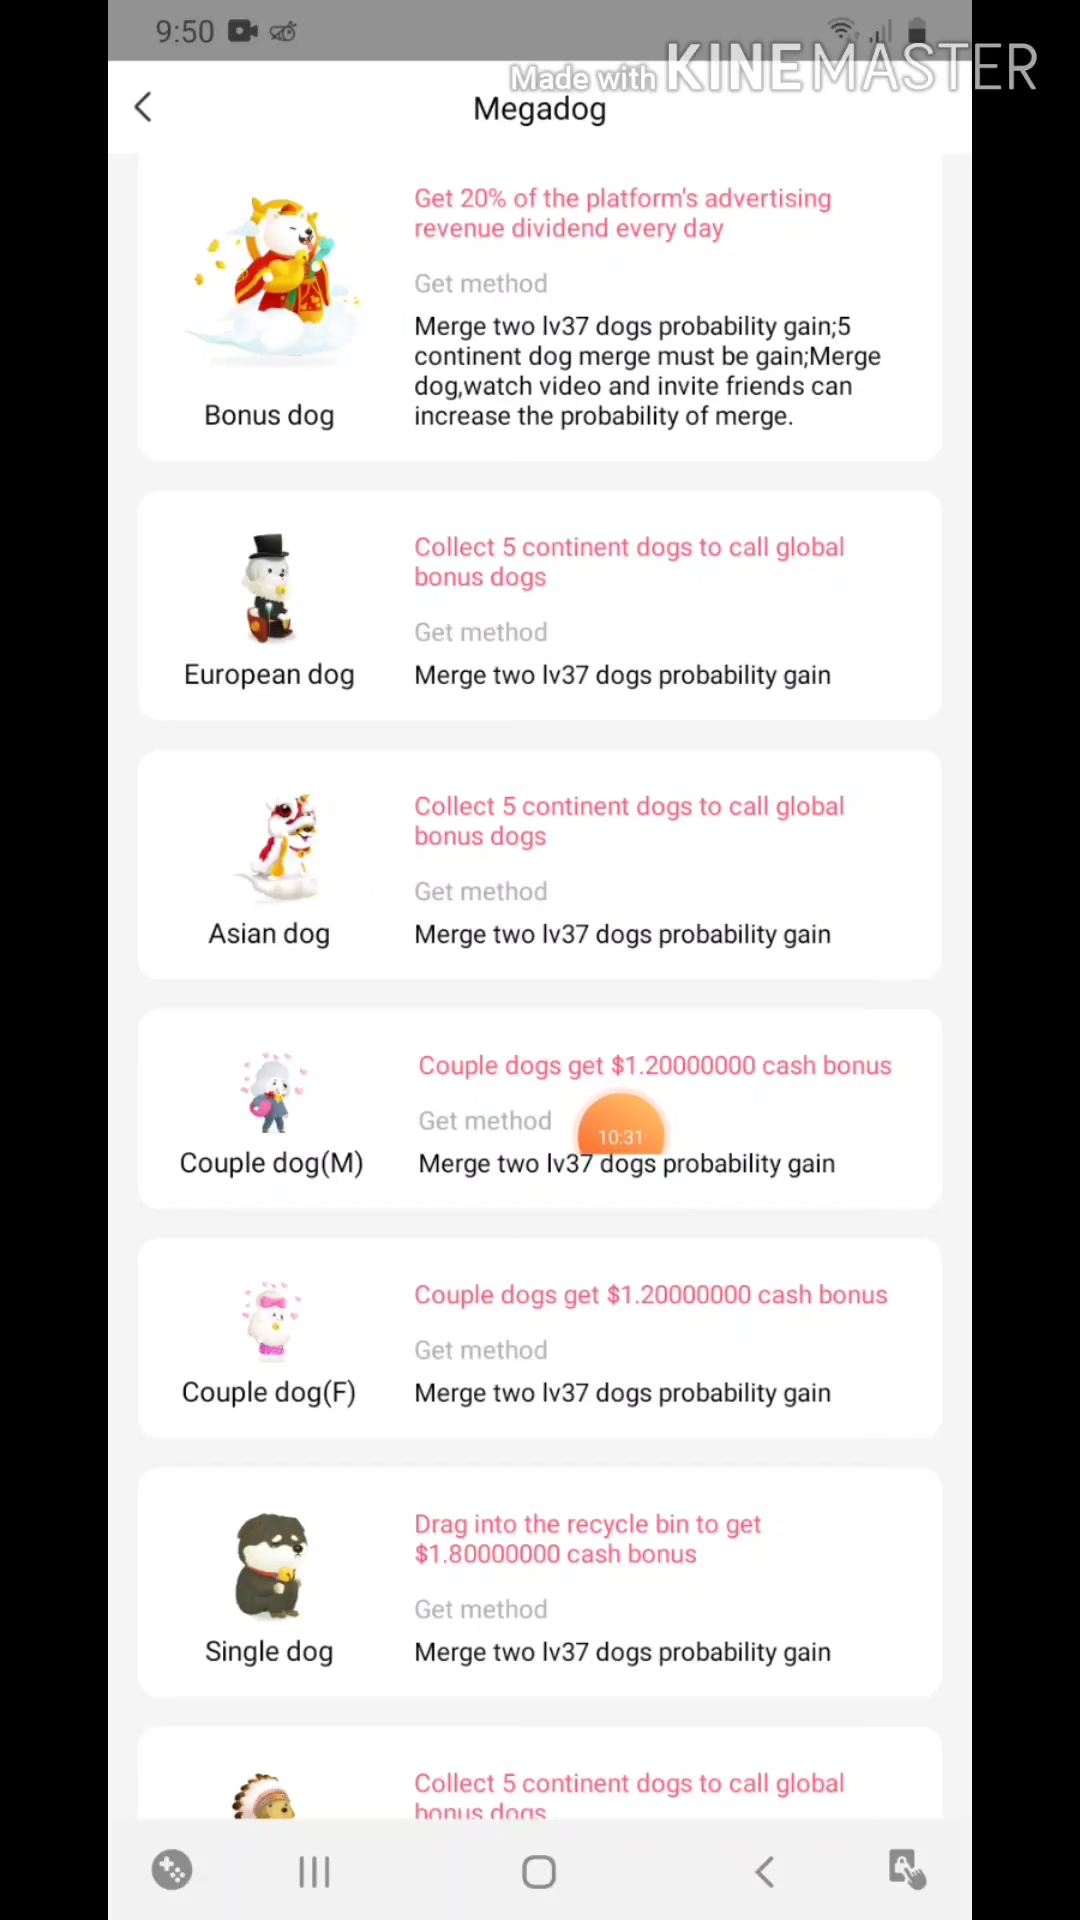 9:50
Made with KINEMASTER
Megadog
Get 20% of the platform's advertising
revenue dividend every day
Get method
Merge two lv37 dogs probability gain;5
continent dog merge must be gain;Merge
dog,watch video and invite friends can
increase the probability of merge.
Bonus dog
Collect 5 continent dogs to call global
bonus dogs
Get method
European dog
Merge two lv37 dogs probability gain
Collect 5 continent dogs to call global
bonus dogs
Get method
Asian dog
Merge two lv37 dogs probability gain
Couple dogs get $1.20000000 cash bonus
Get method
10:31
Couple dog(M)
Merge two lv37 dogs probability gain
Couple dogs get $1.20000000 cash bonus
Get method
Couple dog(F)
Merge two lv37 dogs probability gain
Drag into the recycle bin to get
$1.80000000 cash bonus
Get method
Single dog
Merge two lv37 dogs probability gain
Collect 5 continent dogs to call global
bonus dogs